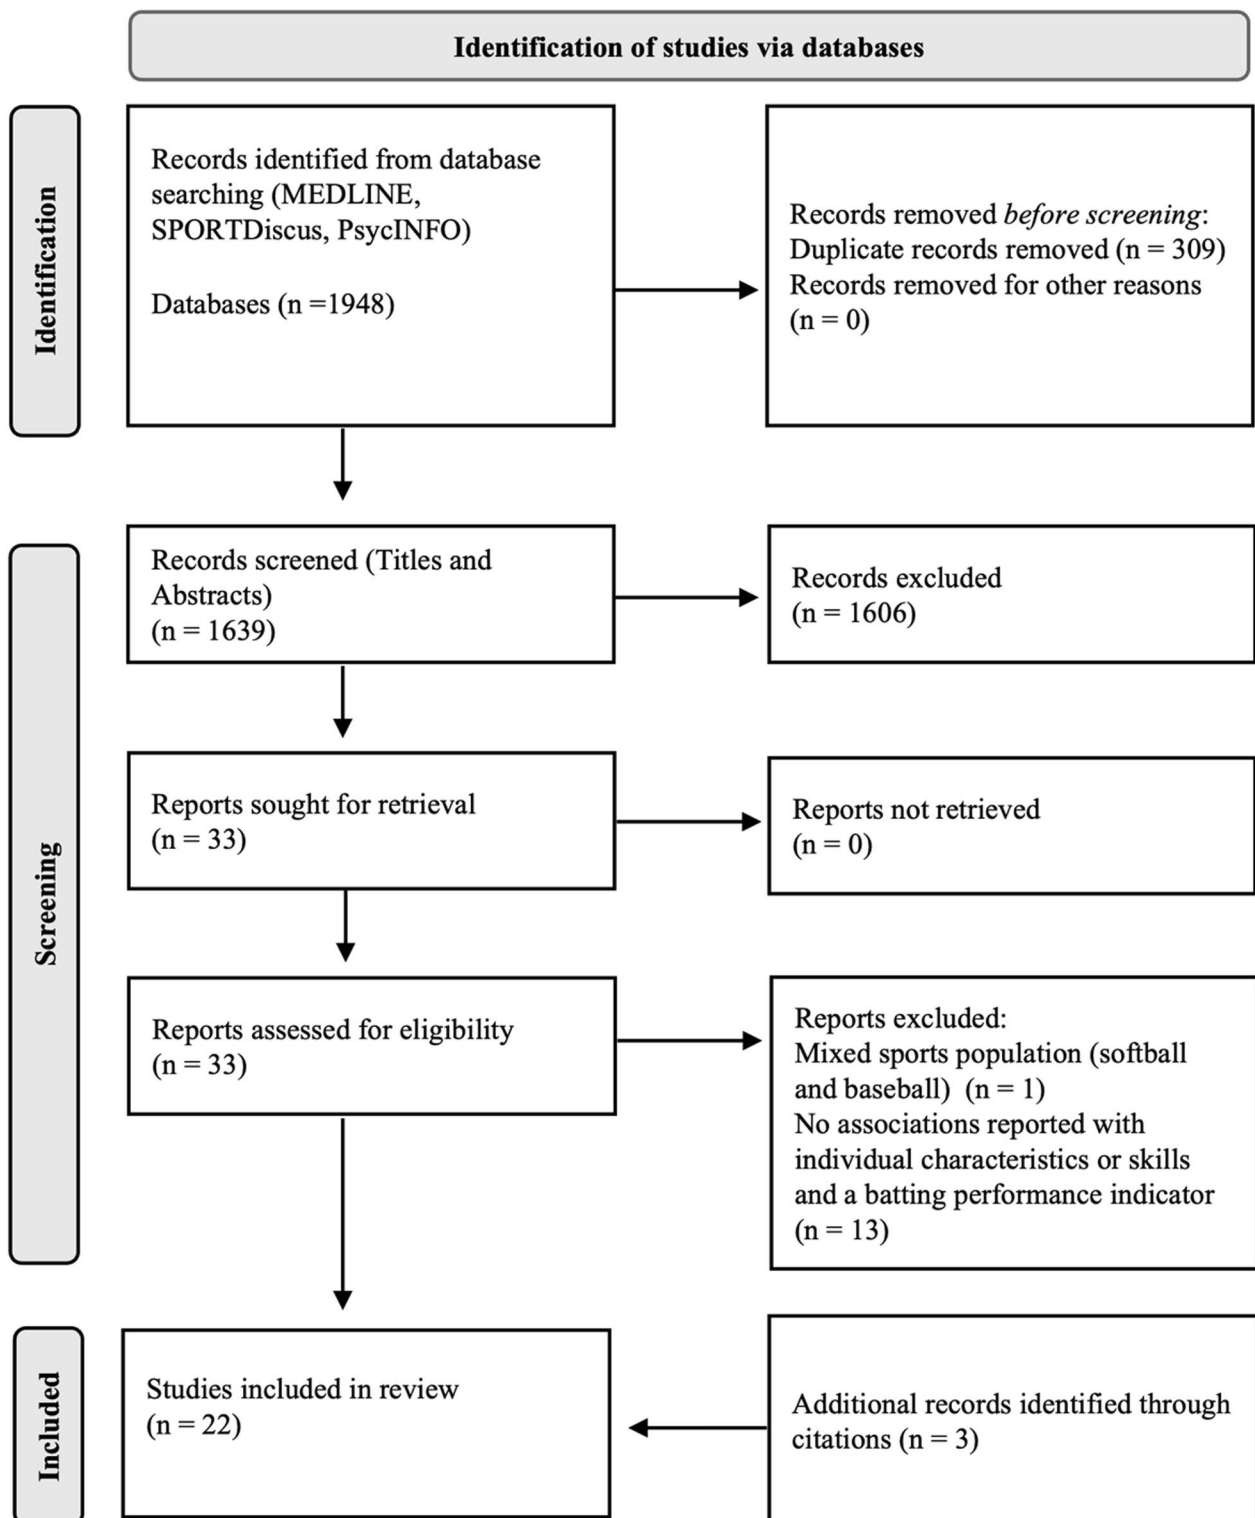 Identification of studies via databases
Identification
Records identified from database
searching (MEDLINE,
SPORTDiscus, PsycINFO)
Databases (n =1948)
Records removed before screening:
Duplicate records removed (n = 309)
Records removed for other reasons
(n = 0)
Screening
Records screened (Titles and
Abstracts)
(n = 1639)
Records excluded
(n = 1606)
Reports sought for retrieval
(n = 33)
Reports not retrieved
(n = 0)
Reports assessed for eligibility
(n = 33)
Reports excluded:
Mixed sports population (softball
and baseball)  (n = 1)
No associations reported with
individual characteristics or skills
and a batting performance indicator
(n = 13)
Included
Studies included in review
(n = 22)
Additional records identified through
citations (n = 3)